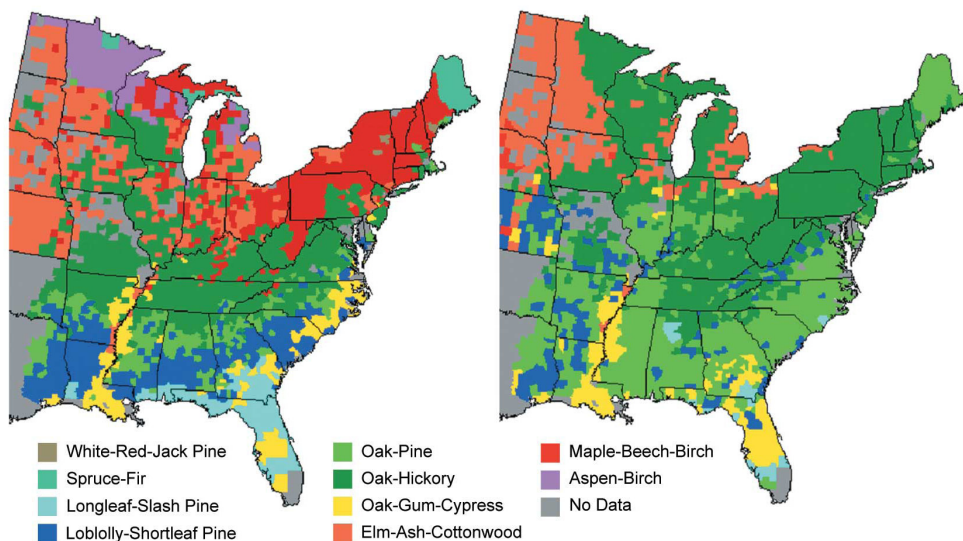 White-Red-Jack Pine
Spruce-Fir
Longleaf-Slash Pine
Loblolly-Shortleaf Pine
Oak-Pine
Oak-Hickory
Oak-Gum-Cypress
Elm-Ash-Cottonwood
Maple-Beech-Birch
Aspen-Birch
No Data